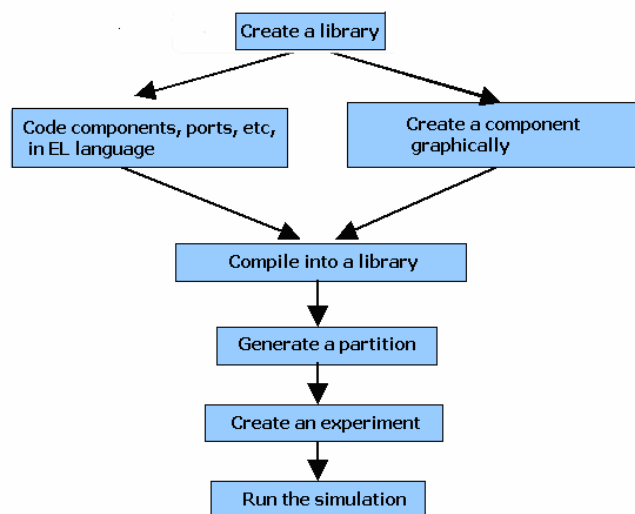 Create a library
Code components, ports, etc,
in EL language
Create a component
graphically
Compile into a library
Generate a partition
Create an experiment
Run the simulation